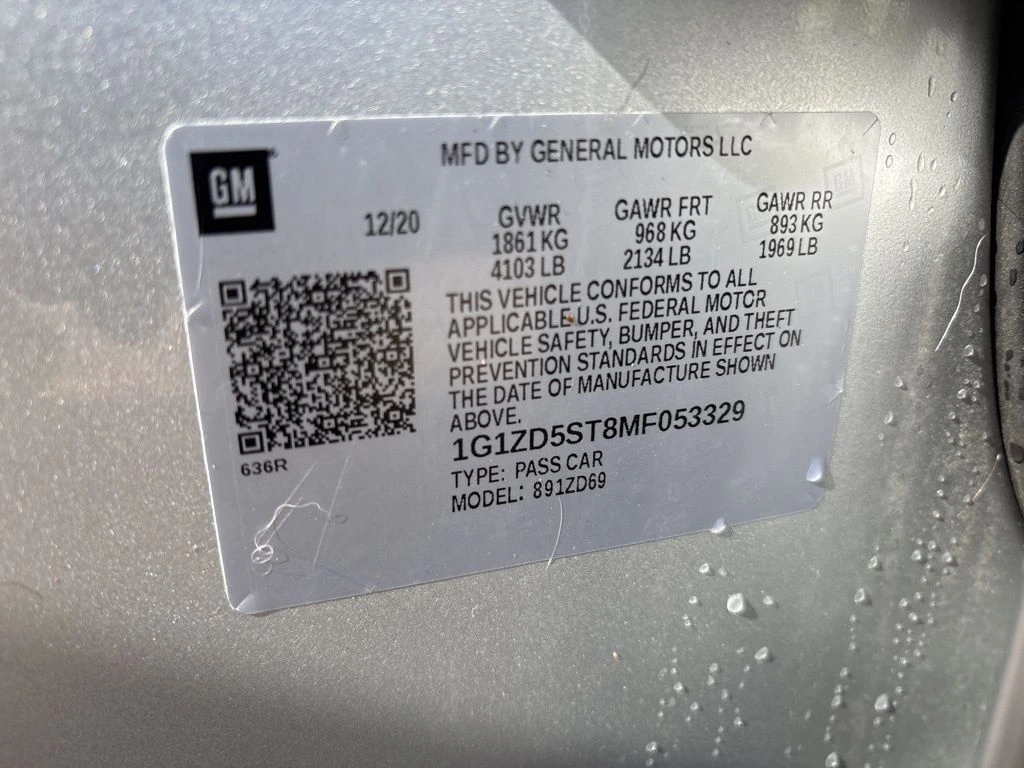 GM
MFD BY GENERAL MOTORS LLC
12/20
GVWR
1861 KG
4103 LB
GAWR FRT
968 KG
2134 LB
GAWR RR
893 KG
1969 LB
THIS VEHICLE CONFORMS TO ALL
APPLICABLE U.S. FEDERAL MOTOR
VEHICLE SAFETY, BUMPER, AND THEFT
PREVENTION STANDARDS IN EFFECT ON
THE DATE OF MANUFACTURE SHOWN
ABOVE.
1G1ZD5ST8MF053329
TYPE: PASS CAR
MODEL: 891ZD69
636R